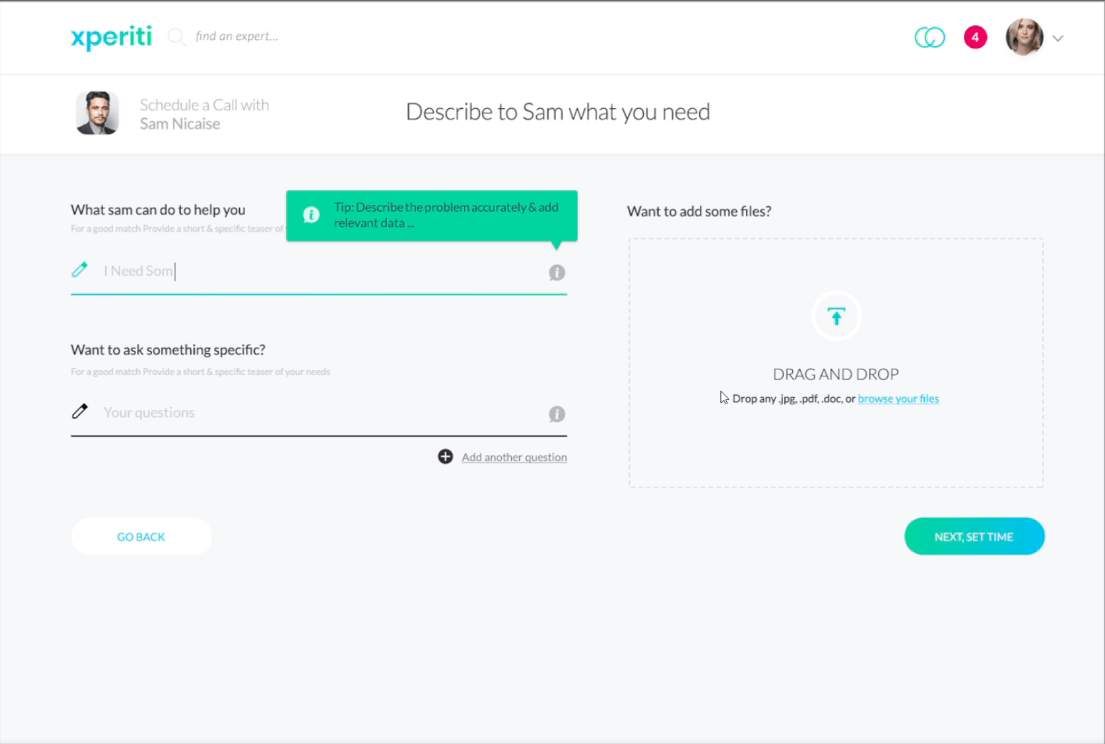 xperiti
find an expert...
4
Schedule a Call with
Sam Nicaise
Describe to Sam what you need
What sam can do to help you
For a good match Provide a short & specific teaser of
Tip: Describe the problem accurately & add
relevant data ...
I Need Som
Want to ask something specific?
For a good match Provide a short & specific teaser of your needs
Your questions
Add another question
Want to add some files?
DRAG AND DROP
Drop any .jpg, .pdf, .doc, or browse your files
GO BACK
NEXT, SET TIME